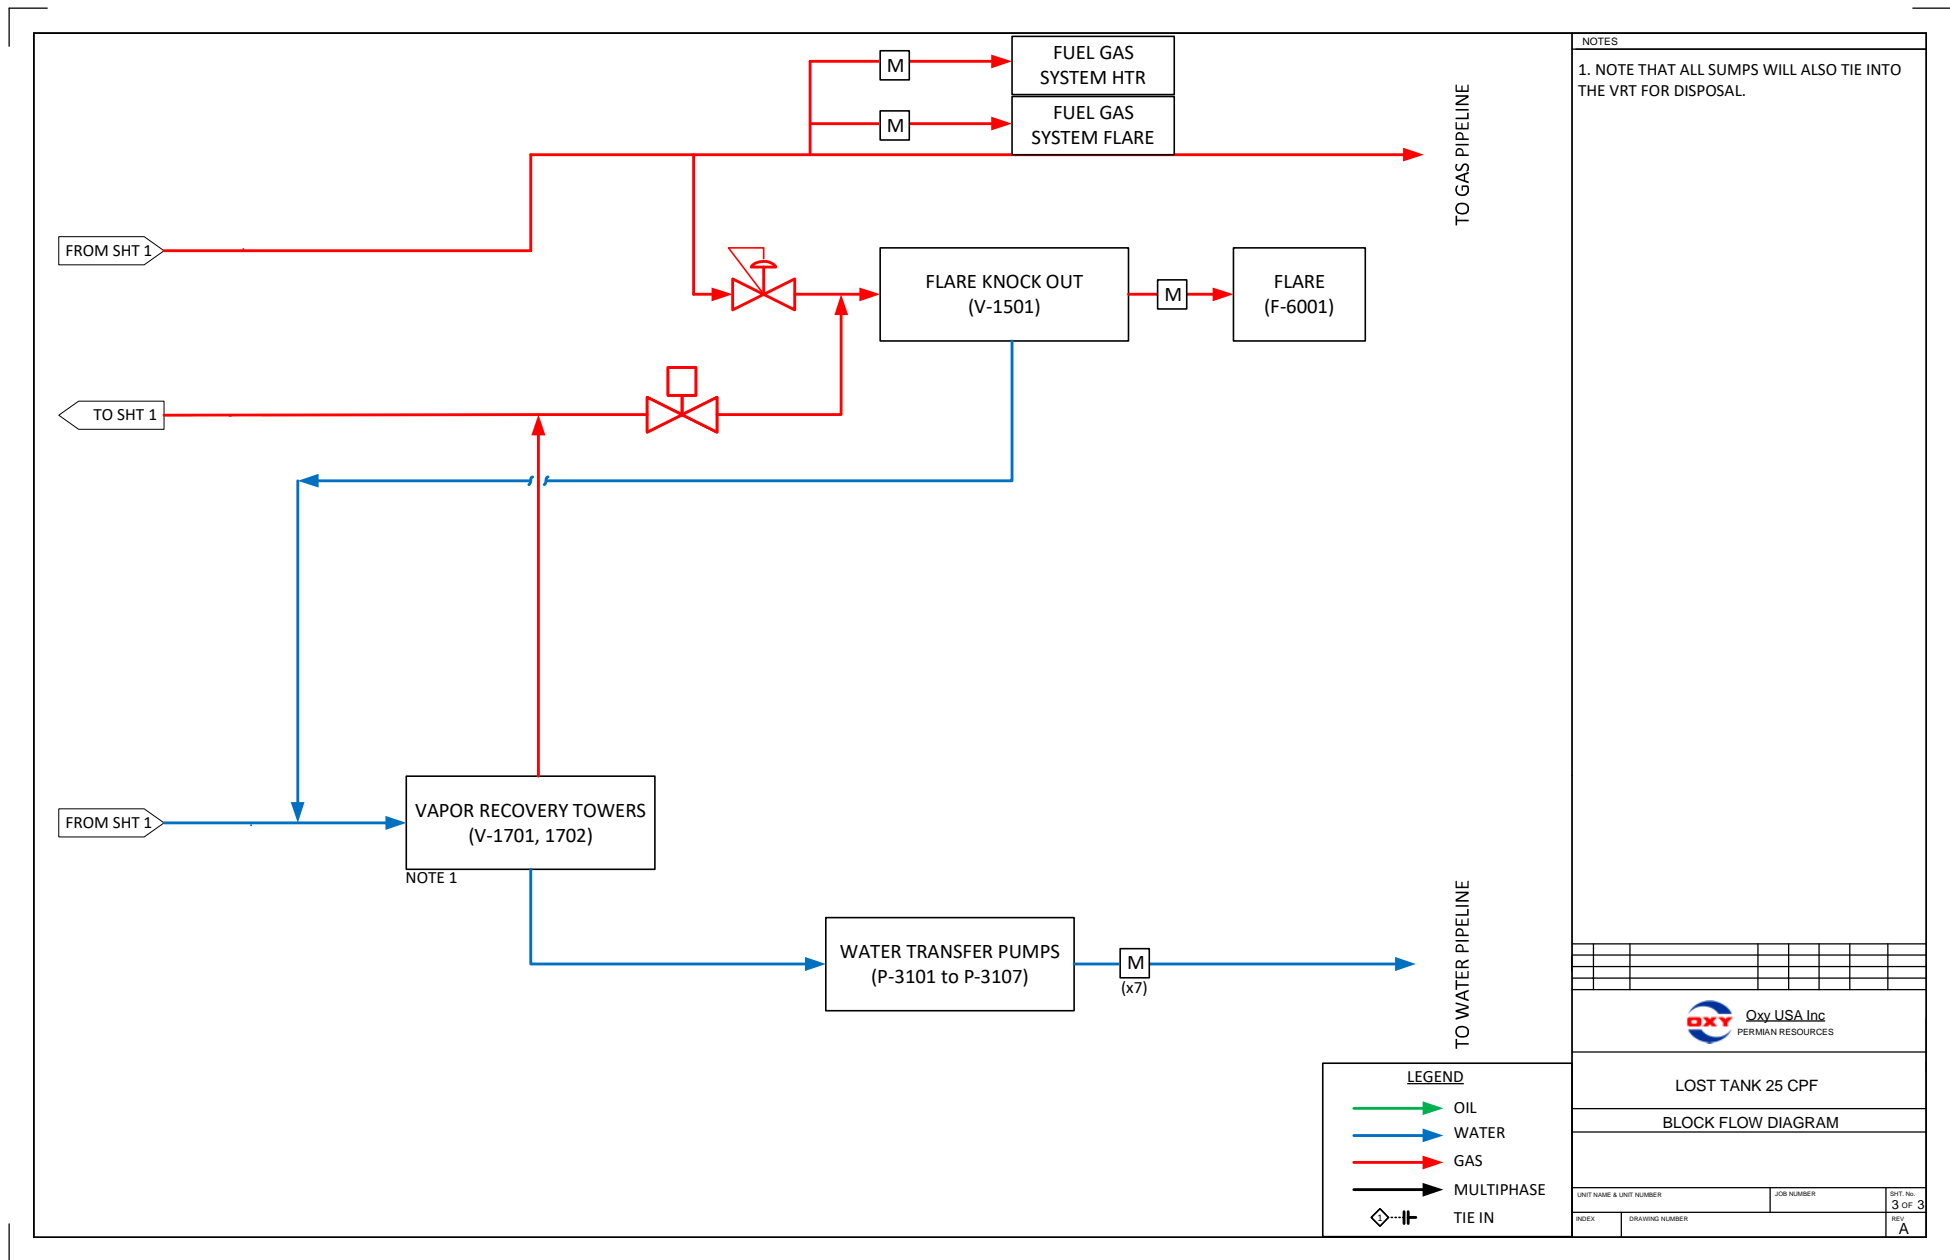 FUEL GAS
SYSTEM HTR
M
FUEL GAS
SYSTEM FLARE
M
TO GAS PIPELINE
FROM SHT 1
FLARE KNOCK OUT
(V-1501)
M
FLARE
(F-6001)
TO SHT 1
FROM SHT 1
VAPOR RECOVERY TOWERS
(V-1701, 1702)
NOTE 1
WATER TRANSFER PUMPS
(P-3101 to P-3107)
M
(x7)
TO WATER PIPELINE
LEGEND
OIL
WATER
GAS
MULTIPHASE
1
TIE IN
NOTES
1. NOTE THAT ALL SUMPS WILL ALSO TIE INTO
THE VRT FOR DISPOSAL.
OXY
Oxy USA Inc
PERMIAN RESOURCES
LOST TANK 25 CPF
BLOCK FLOW DIAGRAM
UNIT NAME & UNIT NUMBER
JOB NUMBER
SHT. No.
3 OF 3
INDEX
DRAWING NUMBER
REV
A